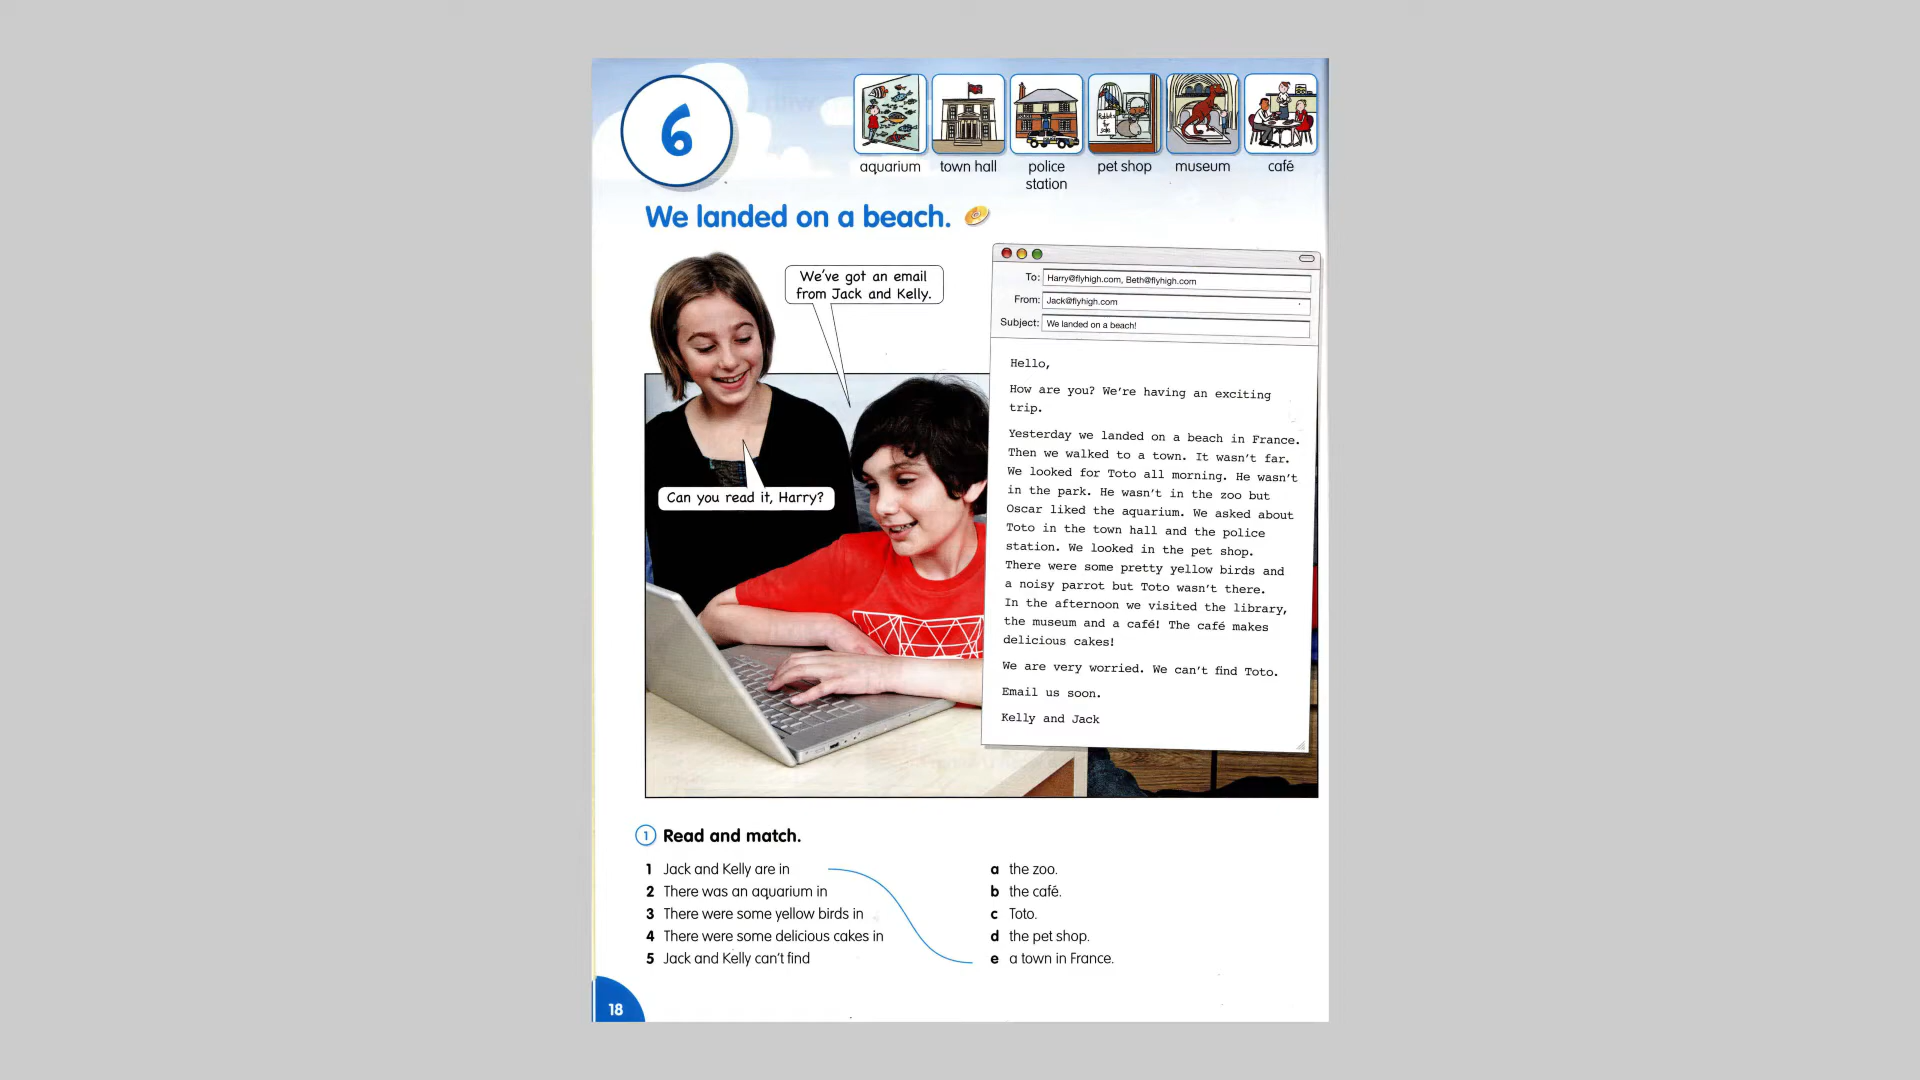 6
aquarium
town hall
police
station
pet shop
museum
café
We landed on a beach.
We've got an email
from Jack and Kelly.
Can you read it, Harry?
To: Harry@flyhigh.com, Beth@flyhigh.com
From: Jack@flyhigh.com
Subject: We landed on a beach!
Hello,
How are you? We're having an exciting
trip.
Yesterday we landed on a beach in France.
Then we walked to a town. It wasn't far.
We looked for Toto all morning. He wasn't
in the park. He wasn't in the zoo but
Oscar liked the aquarium. We asked about
Toto in the town hall and the police
station. We looked in the pet shop.
There were some pretty yellow birds and
a noisy parrot but Toto wasn't there.
In the afternoon we visited the library,
the museum and a café! The café makes
delicious cakes!
We are very worried. We can't find Toto.
Email us soon.
Kelly and Jack
1 Read and match.
1 Jack and Kelly are in
2 There was an aquarium in
3 There were some yellow birds in
4 There were some delicious cakes in
5 Jack and Kelly can't find
a the zoo.
b the café.
c Toto.
d the pet shop.
e a town in France.
18